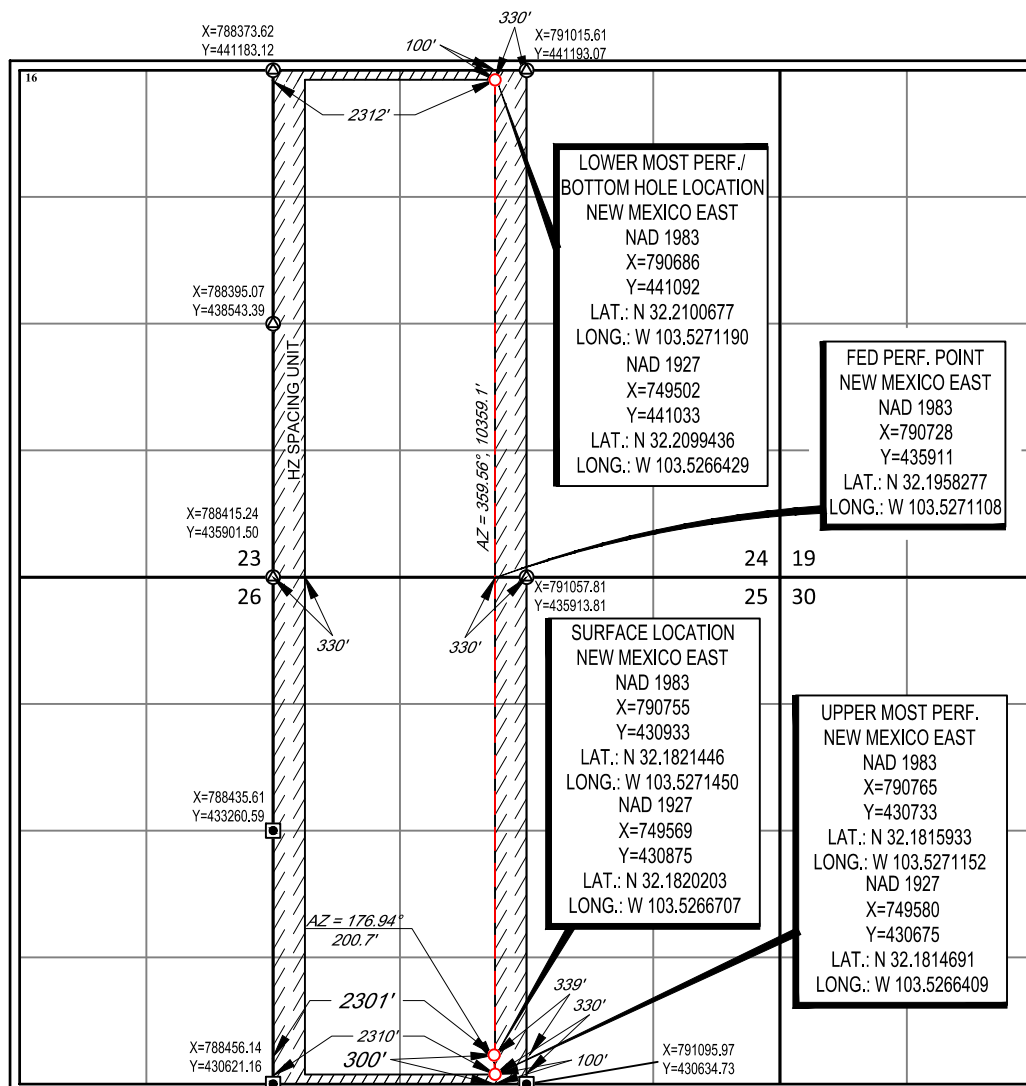 330'
X=788373.62
Y=441183.12
100'
X=791015.61
Y=441193.07
16
2312'
LOWER MOST PERF./
BOTTOM HOLE LOCATION
NEW MEXICO EAST
NAD 1983
X=790686
Y=441092
LAT.: N 32.2100677
LONG.: W 103.5271190
NAD 1927
X=749502
Y=441033
LAT.: N 32.2099436
LONG.: W 103.5266429
X=788395.07
Y=438543.39
HZ SPACING UNIT
AZ = 359.56°, 10359.1'
FED PERF. POINT
NEW MEXICO EAST
NAD 1983
X=790728
Y=435911
LAT.: N 32.1958277
LONG.: W 103.5271108
X=788415.24
Y=435901.50
23
24
19
26
25
30
X=791057.81
Y=435913.81
330'
330'
SURFACE LOCATION
NEW MEXICO EAST
NAD 1983
X=790755
Y=430933
LAT.: N 32.1821446
LONG.: W 103.5271450
NAD 1927
X=749569
Y=430875
LAT.: N 32.1820203
LONG.: W 103.5266707
UPPER MOST PERF.
NEW MEXICO EAST
NAD 1983
X=790765
Y=430733
LAT.: N 32.1815933
LONG.: W 103.5271152
NAD 1927
X=749580
Y=430675
LAT.: N 32.1814691
LONG.: W 103.5266409
X=788435.61
Y=433260.59
AZ = 176.94°
200.7'
339'
2301'
330'
2310'
X=788456.14
Y=430621.16
300'
100'
X=791095.97
Y=430634.73